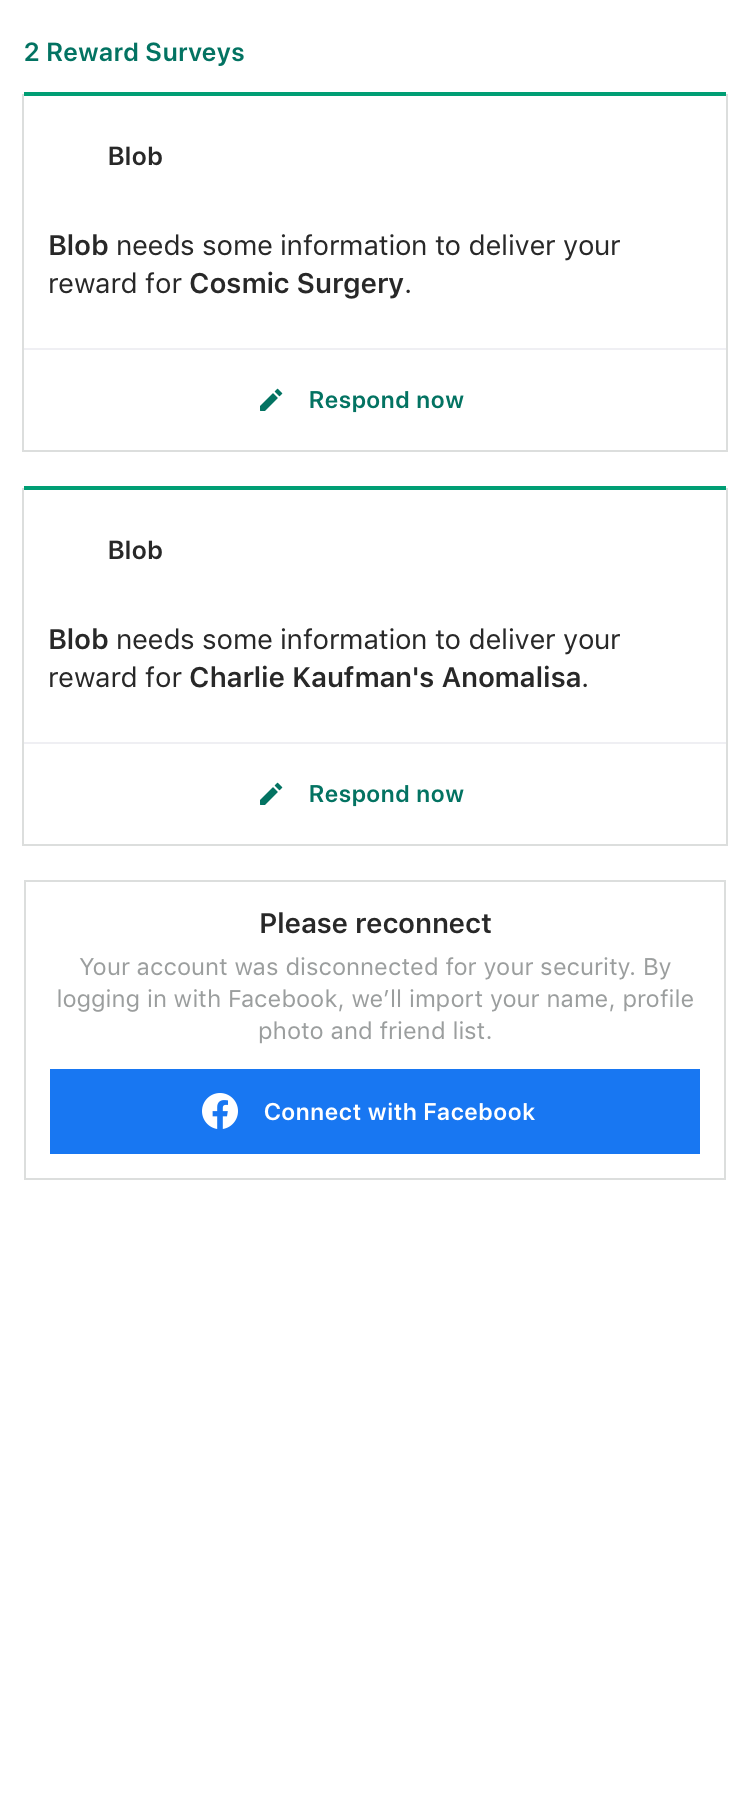 2 Reward Surveys
Blob
Blob needs some information to deliver your
reward for Cosmic Surgery.
Respond now
Blob
Blob needs some information to deliver your
reward for Charlie Kaufman's Anomalisa.
Respond now
Please reconnect
Your account was disconnected for your security. By
logging in with Facebook, we’ll import your name, profile
photo and friend list.
Connect with Facebook